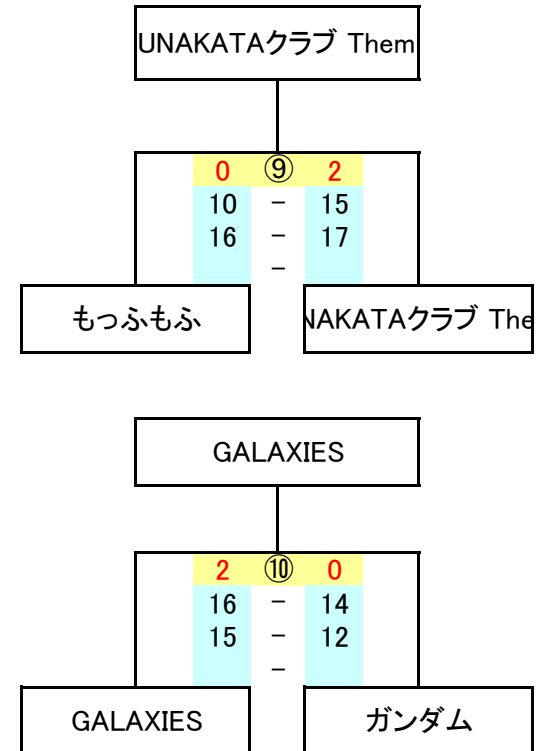 UNAKATAクラブ Them
0 ⑨ 2
10 - 15
16 - 17
-
もっふもふ
NAKATAクラブ The
GALAXIES
2 ⑩ 0
16 - 14
15 - 12
-
GALAXIES
ガンダム